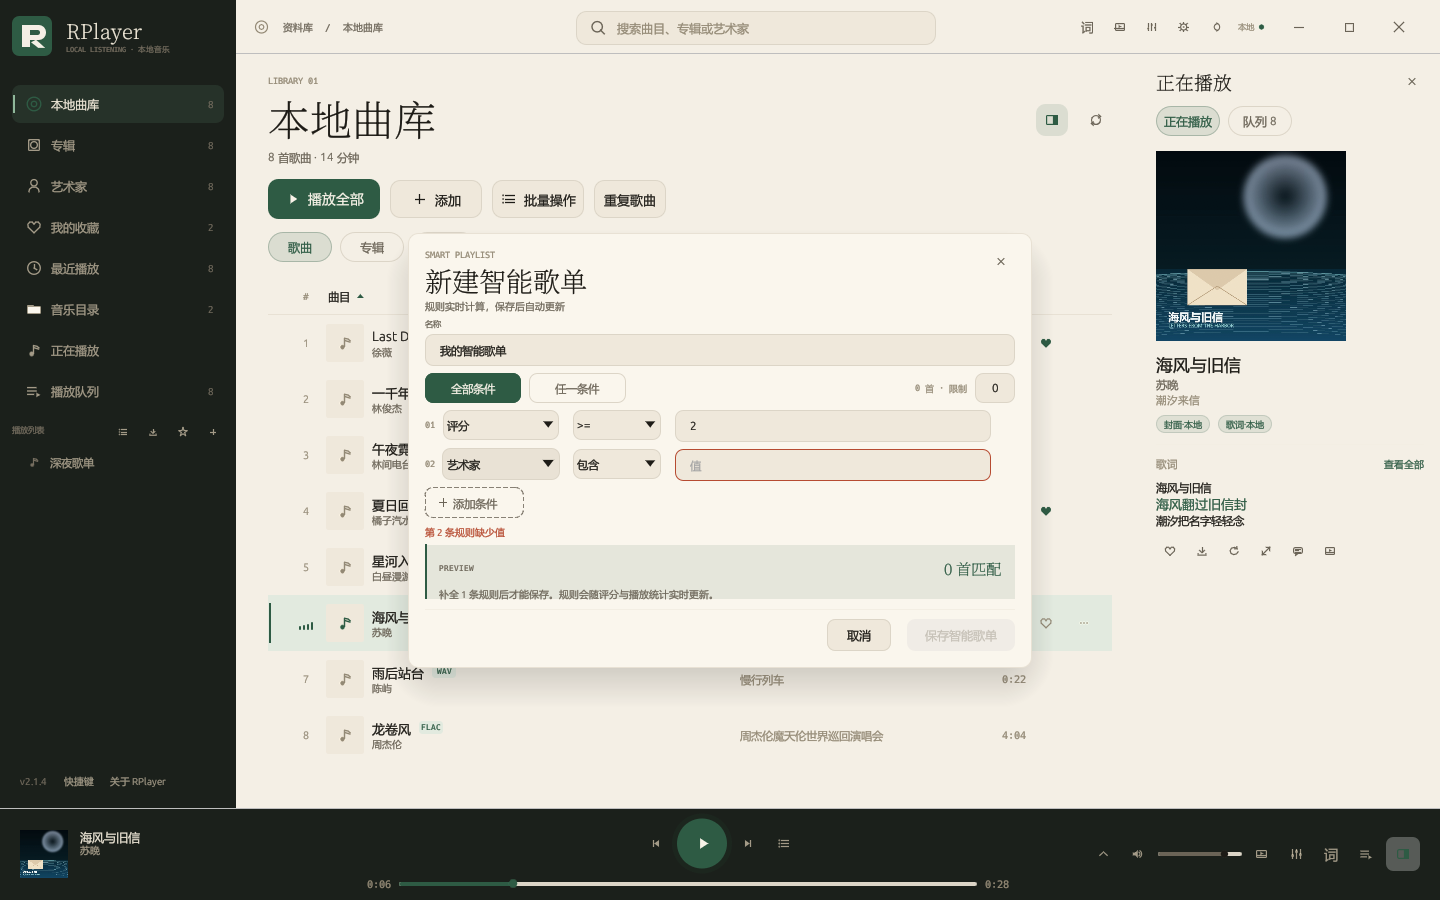 RPlayer
LOCAL LISTENING · 本地音乐
本地曲库 8
专辑 8
艺术家 8
我的收藏 2
最近播放 8
音乐目录 2
正在播放
播放队列 8
播放列表
深夜歌单
v2.1.4 快捷键 关于 RPlayer
资料库 / 本地曲库
搜索曲目、专辑或艺术家
词 本地
LIBRARY 01
本地曲库
8 首歌曲 · 14 分钟
播放全部 添加 批量操作 重复歌曲
歌曲 专辑
# 曲目
1 Last D
徐薇
2 一千年
林俊杰
3 午夜霓
林间电台
4 夏日回
橘子汽水
5 星河入
白昼漫游
海风与
苏晚
7 雨后站台 WAV 慢行列车 0:22
陈屿
8 龙卷风 FLAC 周杰伦魔天伦世界巡回演唱会 4:04
周杰伦
SMART PLAYLIST
新建智能歌单
规则实时计算，保存后自动更新
名称
我的智能歌单
全部条件 任一条件 0 首 · 限制 0
01 评分 >= 2
02 艺术家 包含 值
添加条件
第 2 条规则缺少值
PREVIEW 0 首匹配
补全 1 条规则后才能保存。规则会随评分与播放统计实时更新。
取消 保存智能歌单
正在播放
正在播放 队列 8
海风与旧信
LETTERS FROM THE HARBOR
海风与旧信
苏晚
潮汐来信
封面·本地 歌词·本地
歌词 查看全部
海风与旧信
海风翻过旧信封
潮汐把名字轻轻念
海风与旧信
苏晚
0:06 0:28
词